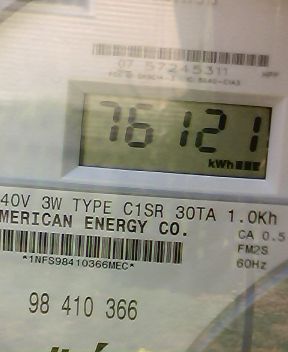 07 57245311
76121
kWh
40V 3W TYPE C1SR 30TA 1.0Kh
MERICAN ENERGY CO.
CA 0.5
FM2S
*1NFS98410366MEC*
60Hz
98 410 366